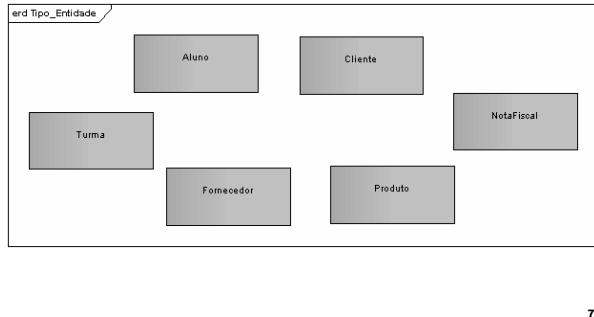 erd Tipo_Entidade
Aluno
Cliente
NotaFiscal
Turma
Fornecedor
Produto
7